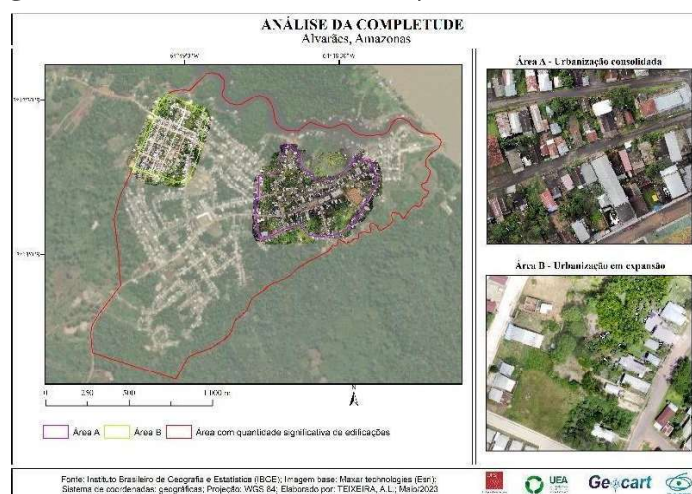 ANÁLISE DA COMPLETUDE
Alvarães, Amazonas
Área A - Urbanização consolidada
Área B - Urbanização em expansão
0 250 500 1.000 m
N
Área A
Área B
Área com quantidade significativa de edificações
Fonte: Instituto Brasileiro de Geografia e Estatística (IBGE); Imagem base: Maxar technologies (Esri);
Sistema de coordenadas: geográficas; Projeção: WGS 84; Elaborado por: TEIXEIRA, A.L.; Maio/2023
UEA
Geocart